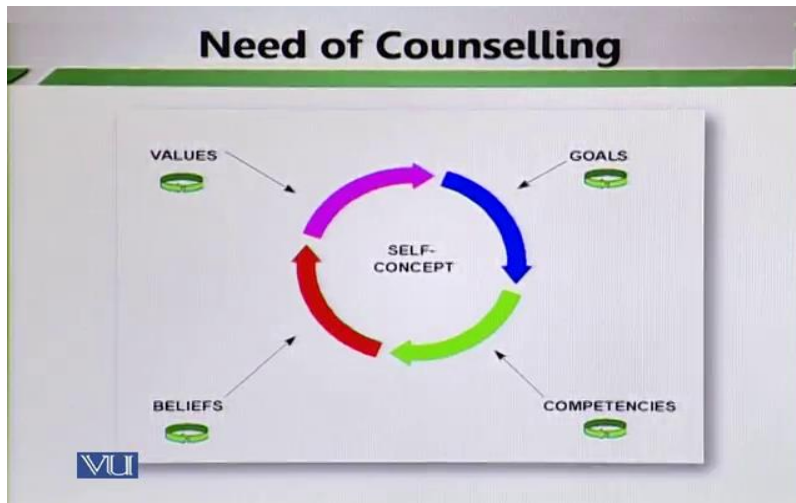 Need of Counselling
VALUES
GOALS
SELF-
CONCEPT
BELIEFS
COMPETENCIES
VU